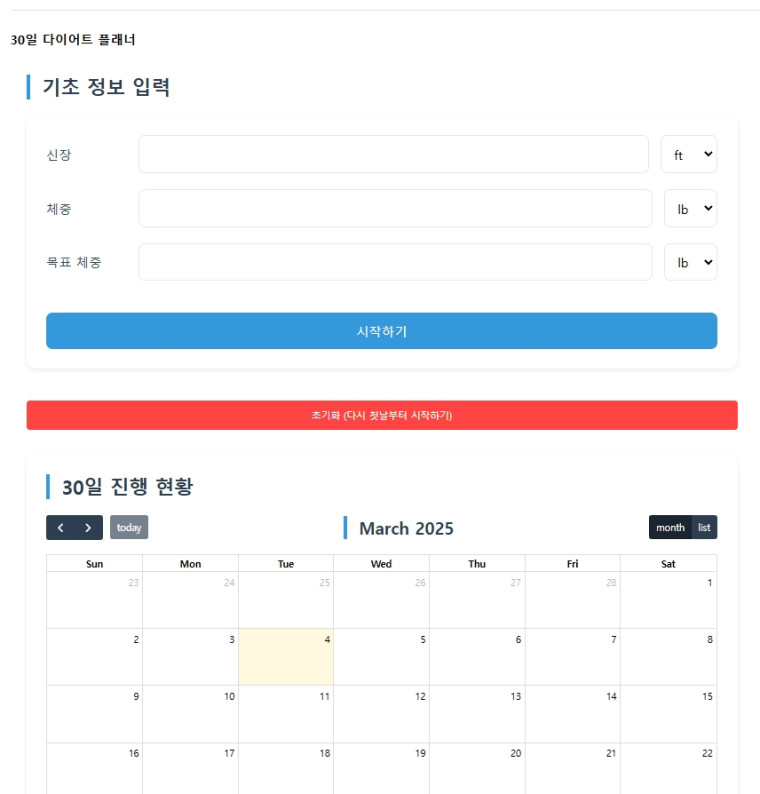 30일 다이어트 플래너
기초 정보 입력
신장 ft
체중 lb
목표 체중 lb
시작하기
초기화 (다시 첫날부터 시작하기)
30일 진행 현황
today March 2025 month list
Sun Mon Tue Wed Thu Fri Sat
23 24 25 26 27 28 1
2 3 4 5 6 7 8
9 10 11 12 13 14 15
16 17 18 19 20 21 22